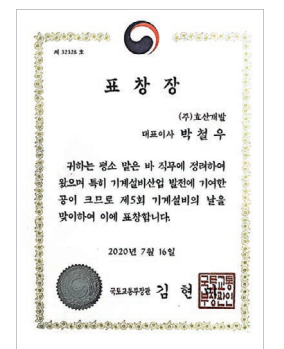 제 32328 호
표 창 장
(주)효산개발
대표이사 박 철 우
귀하는 평소 맡은 바 직무에 정려하여
왔으며 특히 기계설비산업 발전에 기여한
공이 크므로 제5회 기계설비의 날을
맞이하여 이에 표창합니다.
2020년 7월 16일
국토교통부장관 김 현